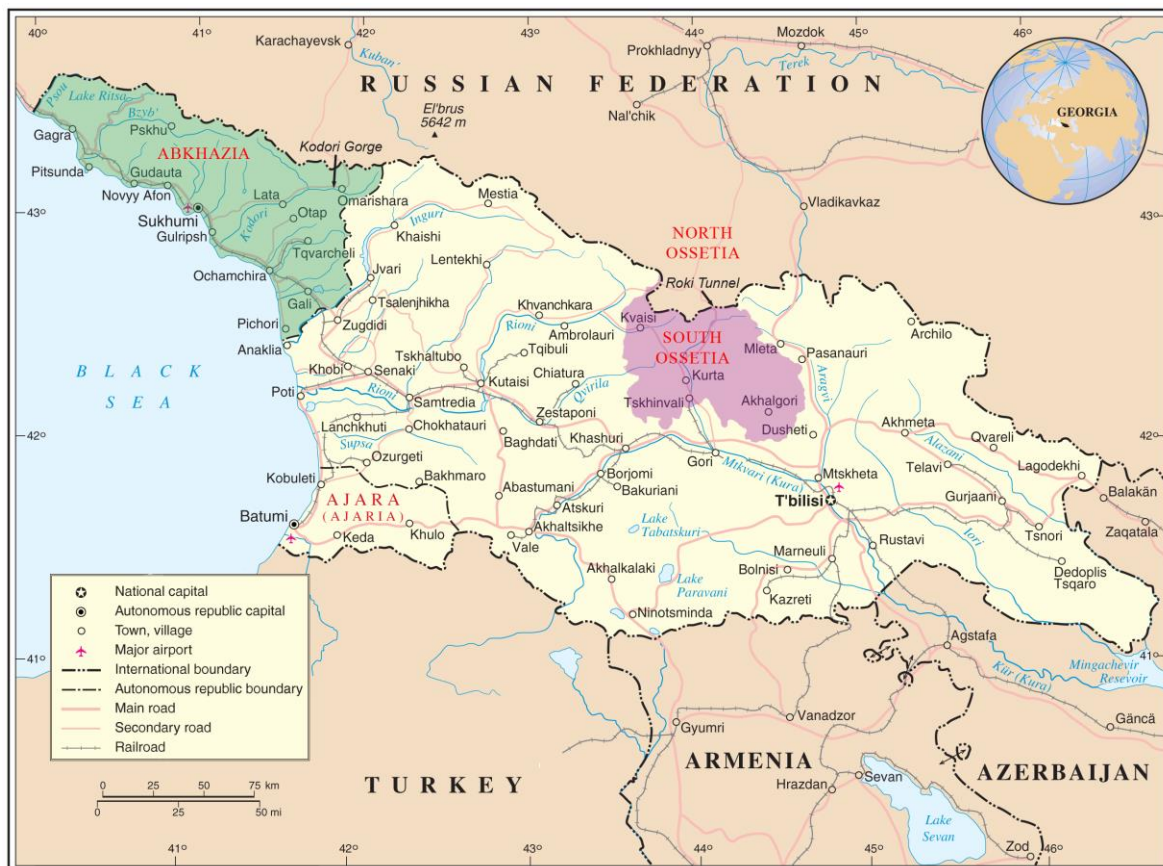 40°
41°
42°
43°
44°
45°
46°
Karachayevsk
Kuban'
Prokhladnyy
Mozdok
Terek
RUSSIAN FEDERATION
El'brus
5642 m
Nal'chik
GEORGIA
Psou
Lake Ritsa
Bzyb'
Pskhu
Gagra
ABKHAZIA
Kodori Gorge
Pitsunda
Gudauta
Novyy Afon
Lata
Omarishara
Mestia
Vladikavkaz
43°
43°
Sukhumi
Otap
Kodori
Inguri
Khaishi
Gulripsh
Tqvarcheli
NORTH
OSSETIA
Lentekhi
Ochamchira
Jvari
Roki Tunnel
Gali
Tsalenjhikha
Khvanchkara
Kvaisi
Pichori
Zugdidi
Rioni
Ambrolauri
SOUTH
OSSETIA
Archilo
Anaklia
Tskhaltubo
Tqibuli
Mleta
Pasanauri
BLACK
SEA
Khobi
Senaki
Kutaisi
Chiatura
Qvirila
Kurta
Aragvi
Poti
Rioni
Samtredia
Tskhinvali
Akhalgori
Lanchkhuti
Chokhatauri
Zestaponi
Dusheti
Akhmeta
Qvareli
42°
42°
Supsa
Baghdati
Khashuri
Alazani
Ozurgeti
Gori
Mtkvari (Kura)
Mtskheta
Telavi
Lagodekhi
Kobuleti
Bakhmaro
Borjomi
Abastumani
Bakuriani
Gurjaani
Balakän
AJARA
(AJARIA)
Atskuri
T'bilisi
Batumi
Lake
Tabatskuri
Akhaltsikhe
Iori
Tsnori
Zaqatala
Keda
Khulo
Vale
Marneuli
Rustavi
Akhalkalaki
Lake
Paravani
Bolnisi
Dedoplis
Tsqaro
Kazreti
Ninotsminda
Agstafa
41°
41°
Mingachevir
Resevoir
Kür (Kura)
Gyumri
Vanadzor
Gäncä
ARMENIA
AZERBAIJAN
TURKEY
Hrazdan
Sevan
Lake
Sevan
Zod
National capital
Autonomous republic capital
Town, village
Major airport
International boundary
Autonomous republic boundary
Main road
Secondary road
Railroad
0 25 50 75 km
0 25 50 mi
41°
42°
43°
44°
45°
46°